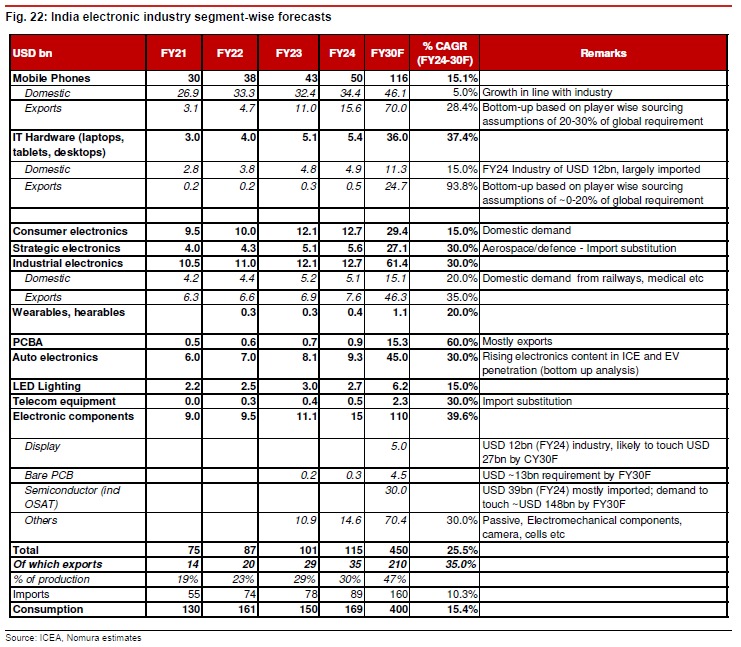 Fig. 22: India electronic industry segment-wise forecasts
USD bn FY21 FY22 FY23 FY24 FY30F % CAGR (FY24-30F) Remarks
Mobile Phones 30 38 43 50 116 15.1%
Domestic 26.9 33.3 32.4 34.4 46.1 5.0% Growth in line with industry
Exports 3.1 4.7 11.0 15.6 70.0 28.4% Bottom-up based on player wise sourcing
assumptions of 20-30% of global requirement
IT Hardware (laptops, 3.0 4.0 5.1 5.4 36.0 37.4%
tablets, desktops)
Domestic 2.8 3.8 4.8 4.9 11.3 15.0% FY24 Industry of USD 12bn, largely imported
Exports 0.2 0.2 0.3 0.5 24.7 93.8% Bottom-up based on player wise sourcing
assumptions of ~0-20% of global requirement
Consumer electronics 9.5 10.0 12.1 12.7 29.4 15.0% Domestic demand
Strategic electronics 4.0 4.3 5.1 5.6 27.1 30.0% Aerospace/defence - Import substitution
Industrial electronics 10.5 11.0 12.1 12.7 61.4 30.0%
Domestic 4.2 4.4 5.2 5.1 15.1 20.0% Domestic demand from railways, medical etc
Exports 6.3 6.6 6.9 7.6 46.3 35.0%
Wearables, hearables 0.3 0.3 0.4 1.1 20.0%
PCBA 0.5 0.6 0.7 0.9 15.3 60.0% Mostly exports
Auto electronics 6.0 7.0 8.1 9.3 45.0 30.0% Rising electronics content in ICE and EV
penetration (bottom up analysis)
LED Lighting 2.2 2.5 3.0 2.7 6.2 15.0%
Telecom equipment 0.0 0.3 0.4 0.5 2.3 30.0% Import substitution
Electronic components 9.0 9.5 11.1 15 110 39.6%
Display 5.0 USD 12bn (FY24) industry, likely to touch USD
27bn by CY30F
Bare PCB 0.2 0.3 4.5 USD ~13bn requirement by FY30F
Semiconductor (incl 30.0 USD 39bn (FY24) mostly imported; demand to
OSAT) touch ~USD 148bn by FY30F
Others 10.9 14.6 70.4 30.0% Passive, Electromechanical components,
camera, cells etc
Total 75 87 101 115 450 25.5%
Of which exports 14 20 29 35 210 35.0%
% of production 19% 23% 29% 30% 47%
Imports 55 74 78 89 160 10.3%
Consumption 130 161 150 169 400 15.4%
Source: ICEA, Nomura estimates